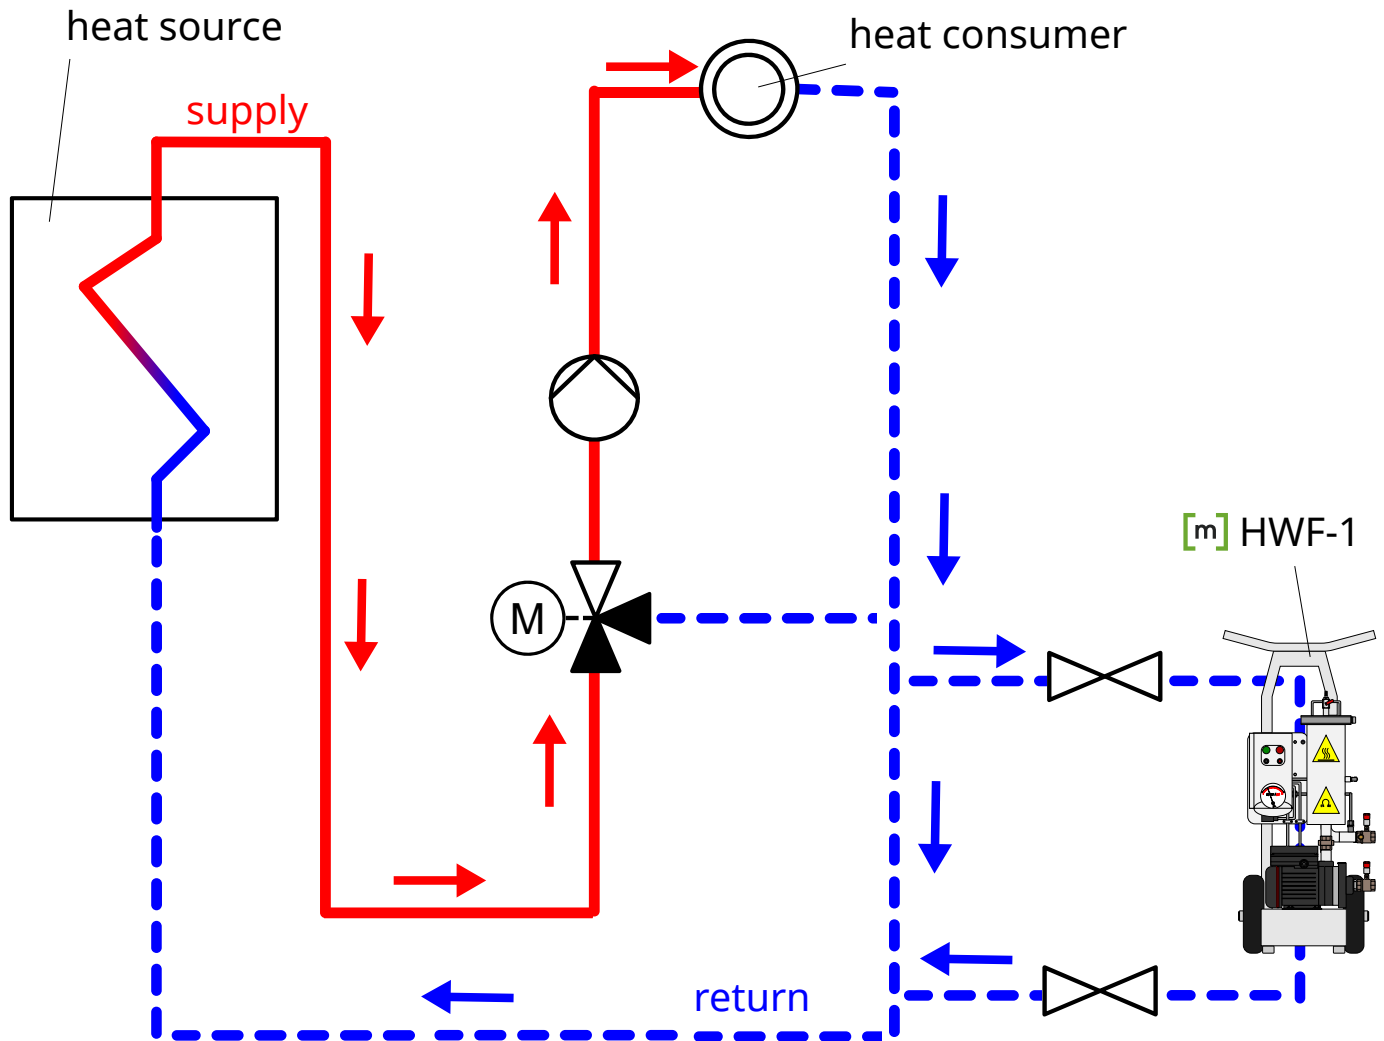 heat source
heat consumer
supply
[m] HWF-1
M
return